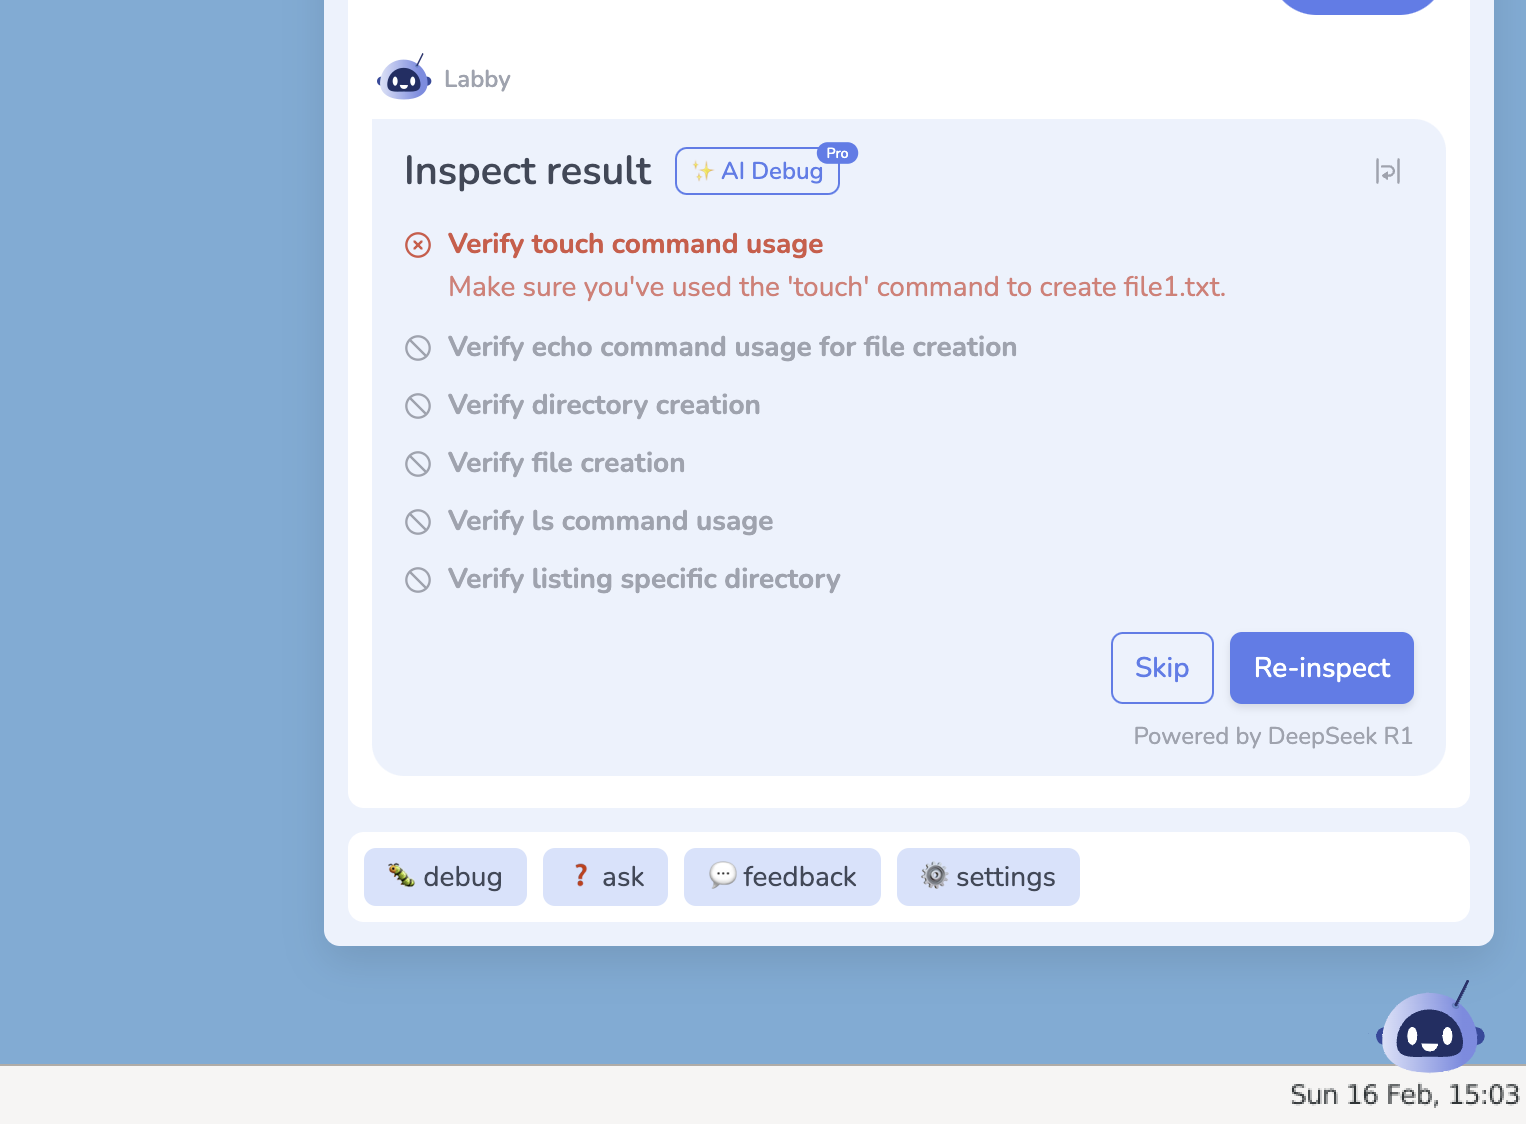 Labby
Inspect result
✨ AI Debug
Pro
Verify touch command usage
Make sure you've used the 'touch' command to create file1.txt.
Verify echo command usage for file creation
Verify directory creation
Verify file creation
Verify ls command usage
Verify listing specific directory
Skip
Re-inspect
Powered by DeepSeek R1
🐛 debug
❓ ask
💬 feedback
⚙️ settings
Sun 16 Feb, 15:03